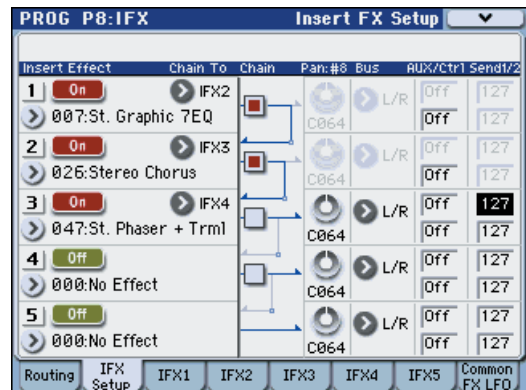 PROG P8:IFX Insert FX Setup
Insert Effect Chain To Chain Pan:#8 Bus AUX/Ctrl Send1/2
1 On IFX2 L/R Off 127
007:St. Graphic 7EQ C064 Off 127
2 On IFX3 L/R Off 127
026:Stereo Chorus C064 Off 127
3 On IFX4 L/R Off 127
047:St. Phaser + Trml C064 Off 127
4 Off L/R Off 127
000:No Effect C064 Off 127
5 Off L/R Off 127
000:No Effect C064 Off 127
Routing IFX Setup IFX1 IFX2 IFX3 IFX4 IFX5 Common FX LFO